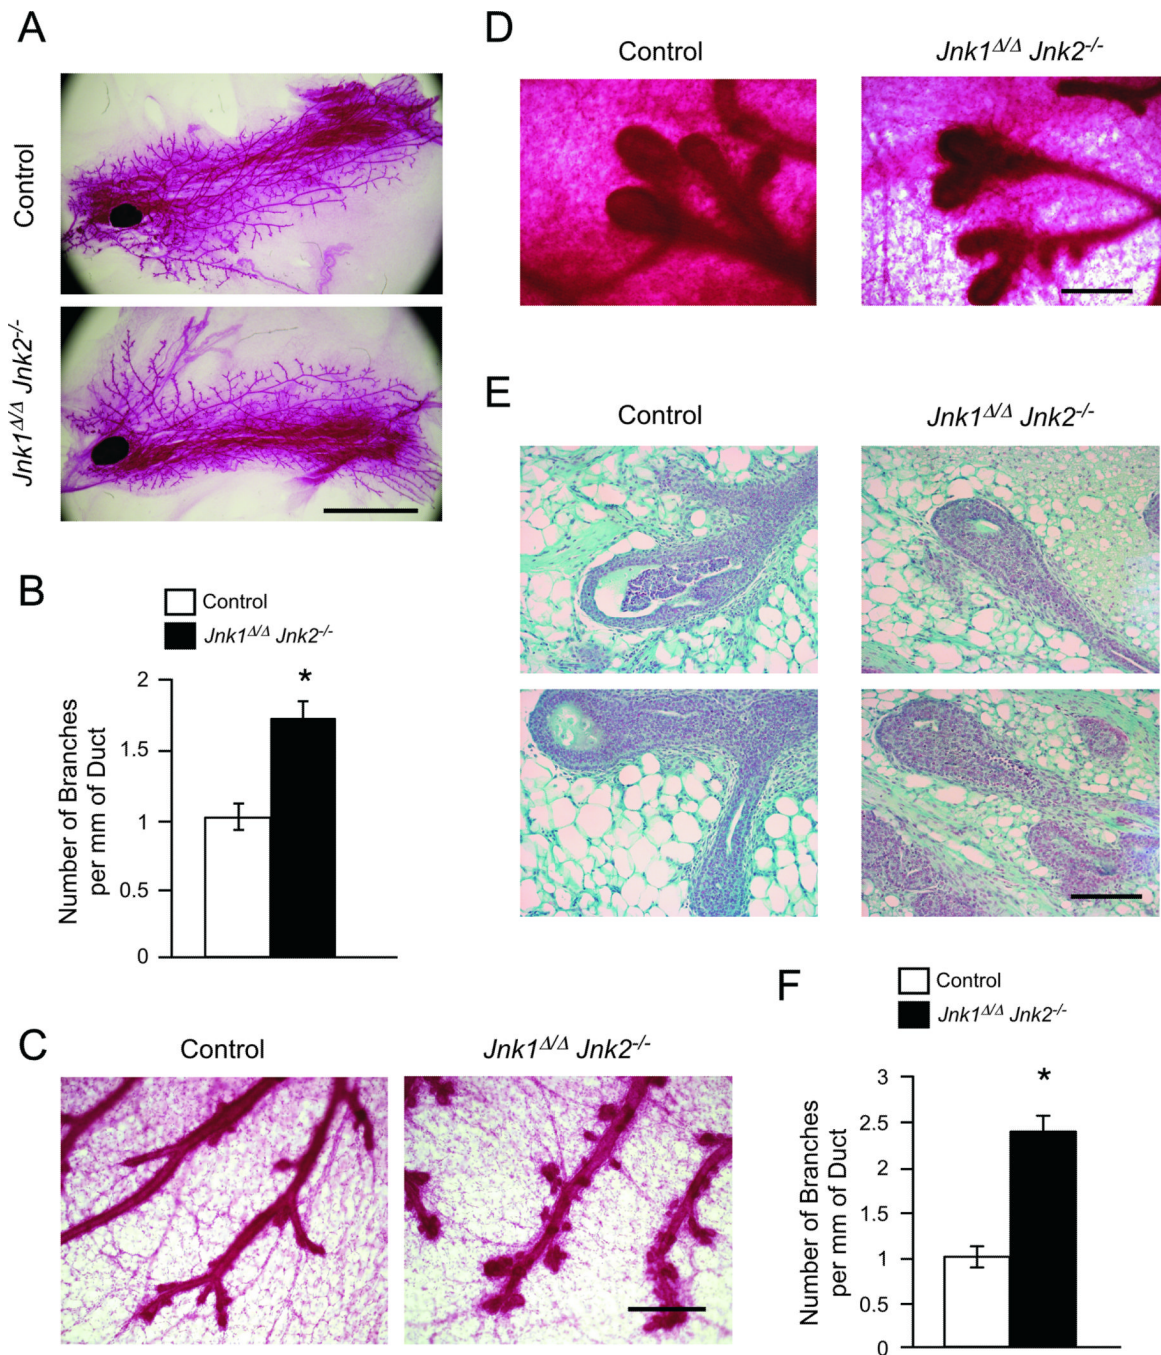 A
Control
Jnk1Δ/Δ Jnk2-/-
B
Control
Jnk1Δ/Δ Jnk2-/-
Number of Branches
per mm of Duct
2
1.5
1
0.5
0
*
C
Control
Jnk1Δ/Δ Jnk2-/-
D
Control
Jnk1Δ/Δ Jnk2-/-
E
Control
Jnk1Δ/Δ Jnk2-/-
F
Control
Jnk1Δ/Δ Jnk2-/-
Number of Branches
per mm of Duct
3
2.5
2
1.5
1
0.5
0
*